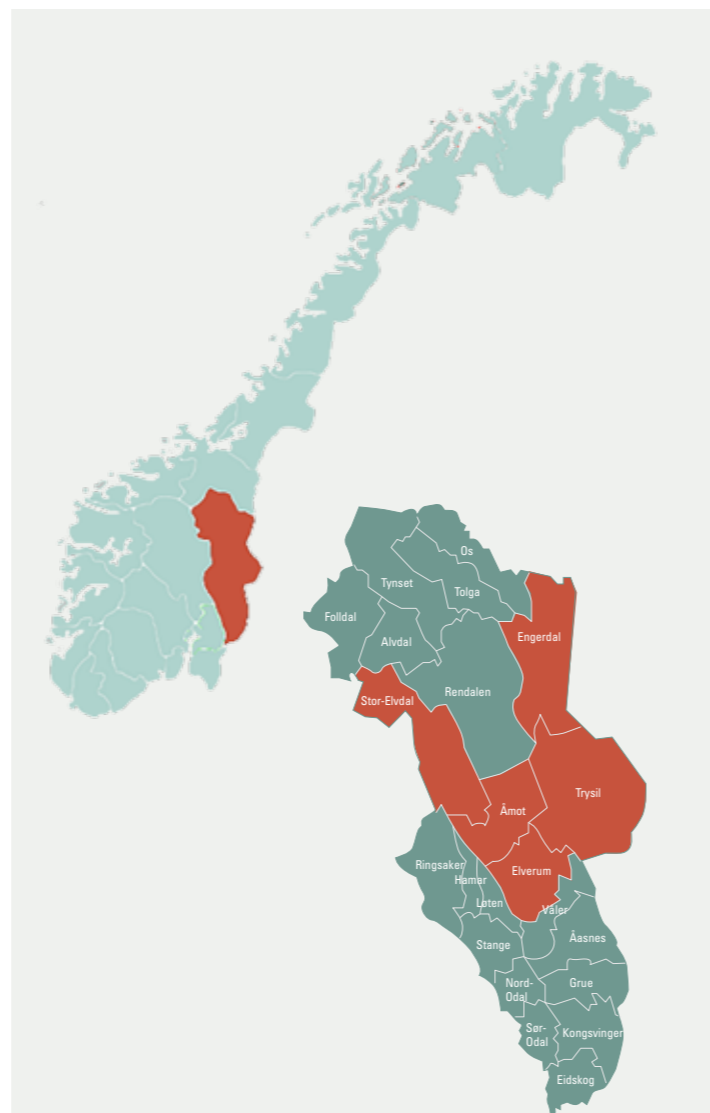 Os
Tynset
Tolga
Folldal
Alvdal
Engerdal
Rendalen
Stor-Elvdal
Trysil
Åmot
Ringsaker
Elverum
Hamar
Løten
Våler
Stange
Åasnes
Nord-
Odal
Grue
Sør-
Odal
Kongsvinger
Eidskog